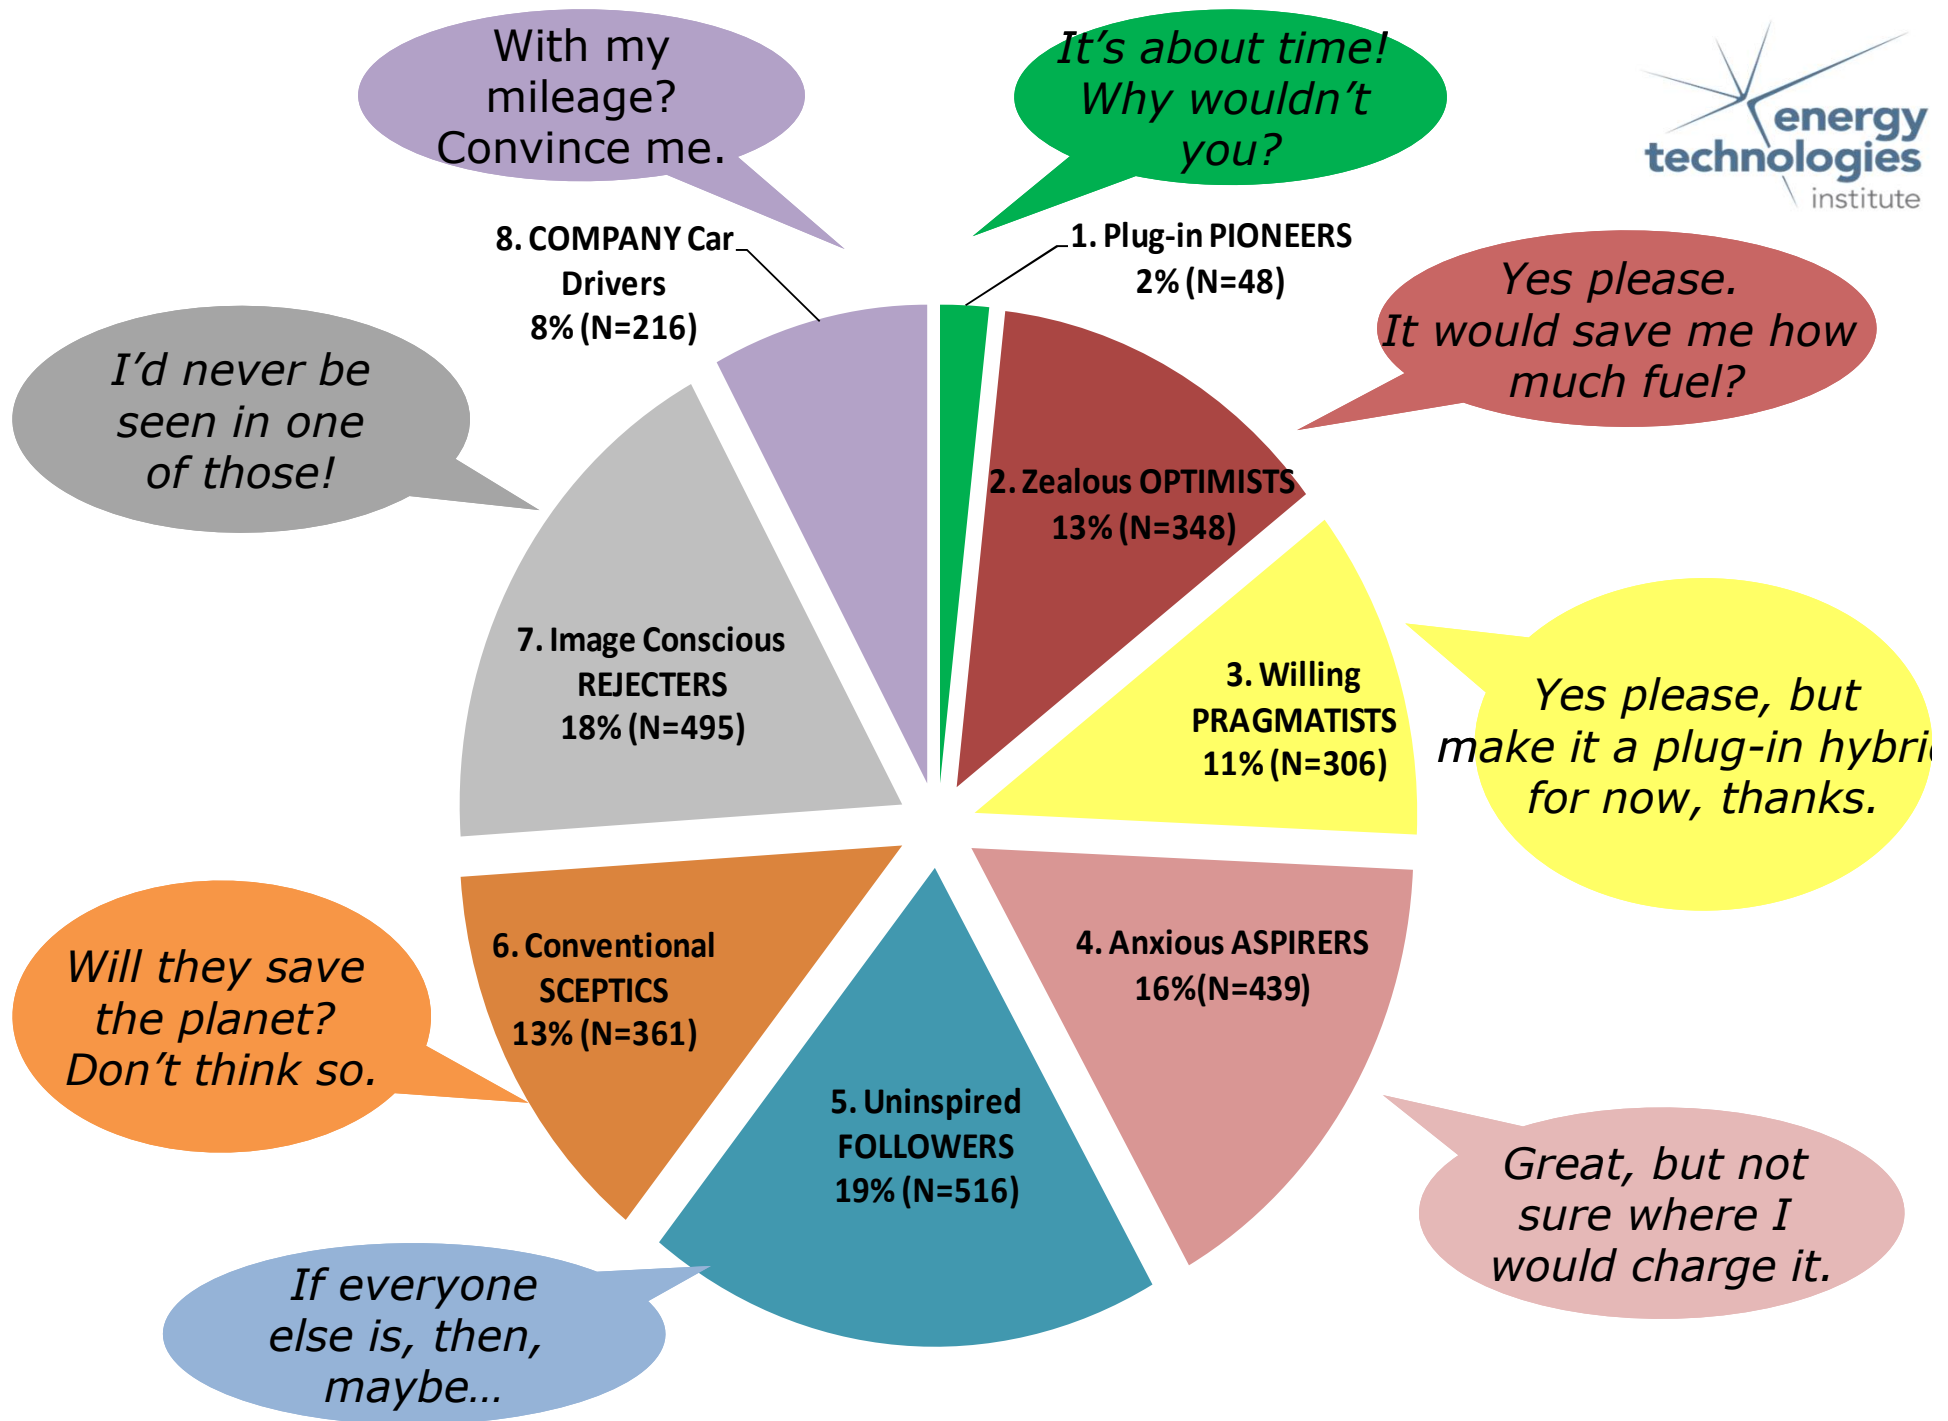 With my
mileage?
Convince me.
It's about time!
Why wouldn't
you?
energy
technologies
institute
8. COMPANY Car
Drivers
8% (N=216)
1. Plug-in PIONEERS
2% (N=48)
Yes please.
It would save me how
much fuel?
I'd never be
seen in one
of those!
2. Zealous OPTIMISTS
13% (N=348)
7. Image Conscious
REJECTERS
18% (N=495)
3. Willing
PRAGMATISTS
11% (N=306)
Yes please, but
make it a plug-in hybrid
for now, thanks.
6. Conventional
SCEPTICS
13% (N=361)
4. Anxious ASPIRERS
16%(N=439)
Will they save
the planet?
Don't think so.
5. Uninspired
FOLLOWERS
19% (N=516)
Great, but not
sure where I
would charge it.
If everyone
else is, then,
maybe…